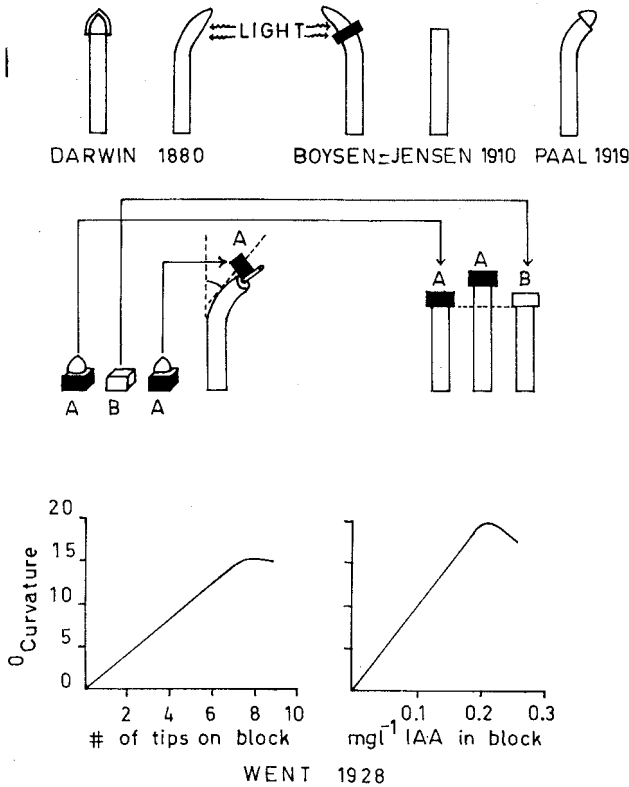 LIGHT
DARWIN 1880
BOYSEN=JENSEN 1910
PAAL 1919
A
A
A
A
B
A B A
20
15
10
5
0
°Curvature
2 4 6 8 10
# of tips on block
0.1 0.2 0.3
mgl⁻¹ IAA in block
WENT 1928